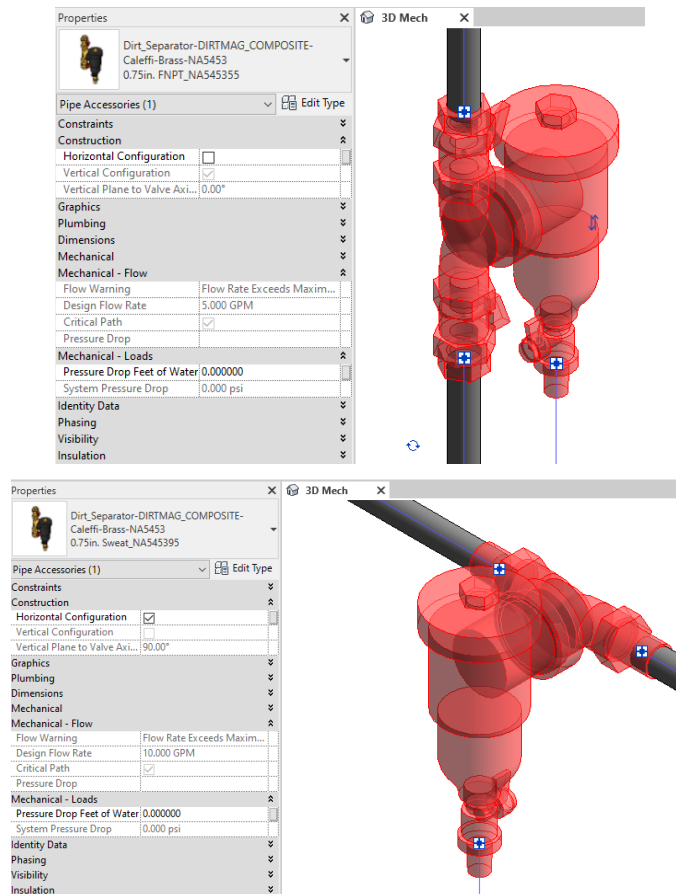 Properties
3D Mech
Dirt_Separator-DIRTMAG_COMPOSITE-
Caleffi-Brass-NA5453
0.75in. FNPT_NA545355
Pipe Accessories (1)
Edit Type
Constraints
Construction
Horizontal Configuration
Vertical Configuration
Vertical Plane to Valve Axi... 0.00°
Graphics
Plumbing
Dimensions
Mechanical
Mechanical - Flow
Flow Warning Flow Rate Exceeds Maxim...
Design Flow Rate 5.000 GPM
Critical Path
Pressure Drop
Mechanical - Loads
Pressure Drop Feet of Water 0.000000
System Pressure Drop 0.000 psi
Identity Data
Phasing
Visibility
Insulation
Properties
3D Mech
Dirt_Separator-DIRTMAG_COMPOSITE-
Caleffi-Brass-NA5453
0.75in. Sweat_NA545395
Pipe Accessories (1)
Edit Type
Constraints
Construction
Horizontal Configuration
Vertical Configuration
Vertical Plane to Valve Axi... 90.00°
Graphics
Plumbing
Dimensions
Mechanical
Mechanical - Flow
Flow Warning Flow Rate Exceeds Maxim...
Design Flow Rate 10.000 GPM
Critical Path
Pressure Drop
Mechanical - Loads
Pressure Drop Feet of Water 0.000000
System Pressure Drop 0.000 psi
Identity Data
Phasing
Visibility
Insulation